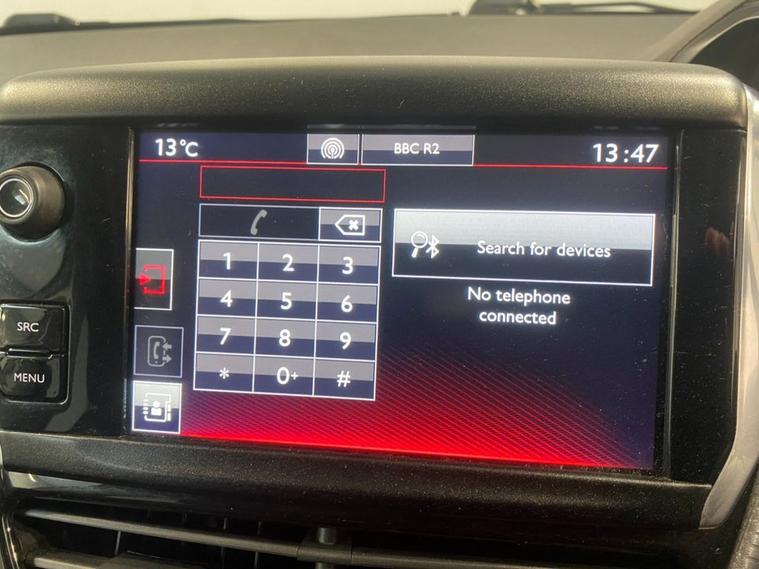 13°C
BBC R2
13:47
1 2 3
4 5 6
7 8 9
* 0+ #
Search for devices
No telephone
connected
SRC
MENU